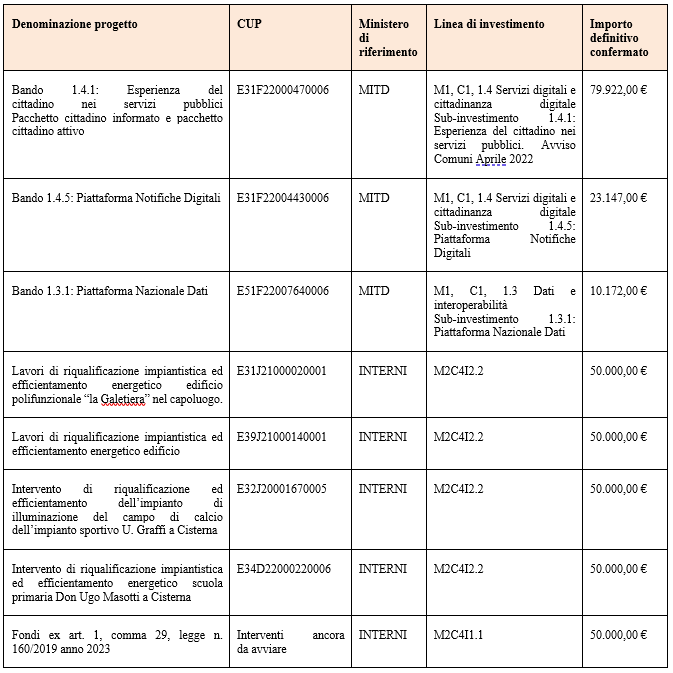 Denominazione progetto
CUP
Ministero
di
riferimento
Linea di investimento
Importo
definitivo
confermato
Bando 1.4.1: Esperienza del
cittadino nei servizi pubblici
Pacchetto cittadino informato e pacchetto
cittadino attivo
E31F22000470006
MITD
M1, C1, 1.4 Servizi digitali e
cittadinanza digitale
Sub-investimento 1.4.1:
Esperienza del cittadino nei
servizi pubblici. Avviso
Comuni Aprile 2022
79.922,00 €
Bando 1.4.5: Piattaforma Notifiche Digitali
E31F22004430006
MITD
M1, C1, 1.4 Servizi digitali e
cittadinanza digitale
Sub-investimento 1.4.5:
Piattaforma Notifiche
Digitali
23.147,00 €
Bando 1.3.1: Piattaforma Nazionale Dati
E51F22007640006
MITD
M1, C1, 1.3 Dati e
interoperabilità
Sub-investimento 1.3.1:
Piattaforma Nazionale Dati
10.172,00 €
Lavori di riqualificazione impiantistica ed
efficientamento energetico edificio
polifunzionale “la Galetiera” nel capoluogo.
E31J21000020001
INTERNI
M2C4I2.2
50.000,00 €
Lavori di riqualificazione impiantistica ed
efficientamento energetico edificio
E39J21000140001
INTERNI
M2C4I2.2
50.000,00 €
Intervento di riqualificazione ed
efficientamento dell’impianto di
illuminazione del campo di calcio
dell’impianto sportivo U. Graffi a Cisterna
E32J20001670005
INTERNI
M2C4I2.2
50.000,00 €
Intervento di riqualificazione impiantistica
ed efficientamento energetico scuola
primaria Don Ugo Masotti a Cisterna
E34D22000220006
INTERNI
M2C4I2.2
50.000,00 €
Fondi ex art. 1, comma 29, legge n.
160/2019 anno 2023
Interventi ancora
da avviare
INTERNI
M2C4I1.1
50.000,00 €